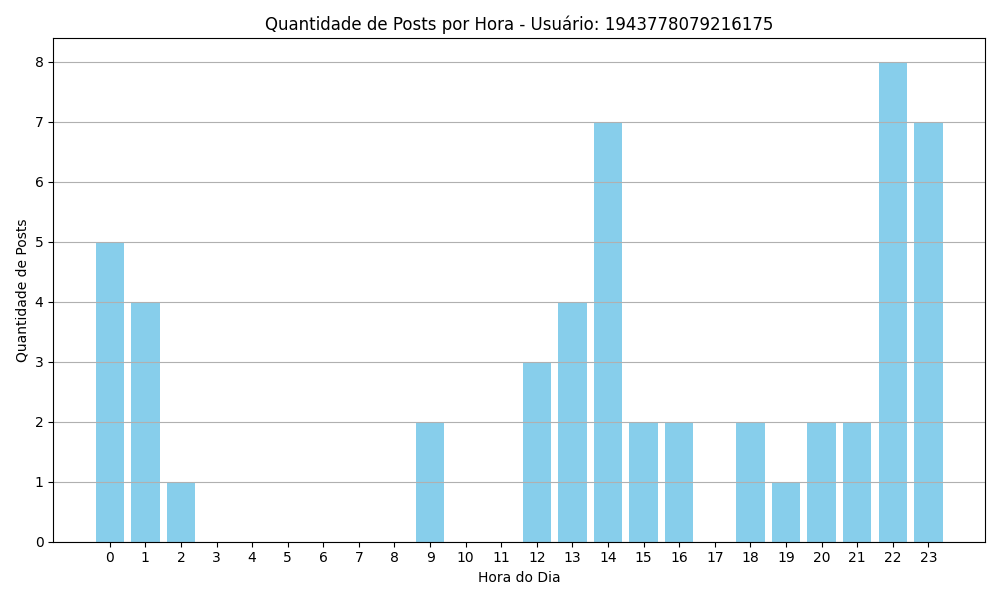 Quantidade de Posts por Hora - Usuário: 1943778079216175
8
7
6
5
4
3
2
1
0
Quantidade de Posts
0 1 2 3 4 5 6 7 8 9 10 11 12 13 14 15 16 17 18 19 20 21 22 23
Hora do Dia